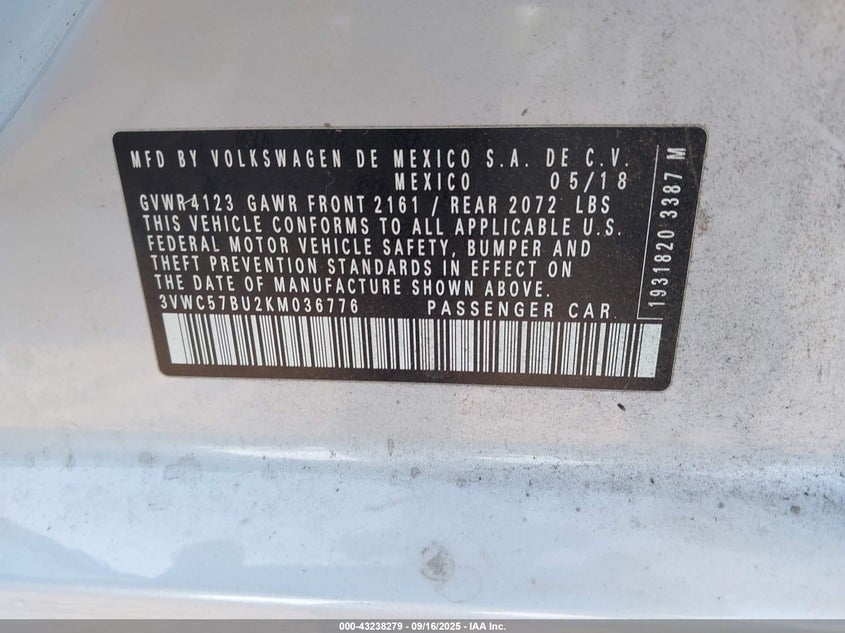 MFD BY VOLKSWAGEN DE MEXICO S.A. DE C.V.
MEXICO 05/18
GVWR4123 GAWR FRONT 2161 / REAR 2072 LBS
THIS VEHICLE CONFORMS TO ALL APPLICABLE U.S.
FEDERAL MOTOR VEHICLE SAFETY, BUMPER AND
THEFT PREVENTION STANDARDS IN EFFECT ON
THE DATE OF MANUFACTURE SHOWN ABOVE.
3VWC57BU2KM036776 PASSENGER CAR
1931820 3387 M
000-43238279 - 09/16/2025 - IAA Inc.